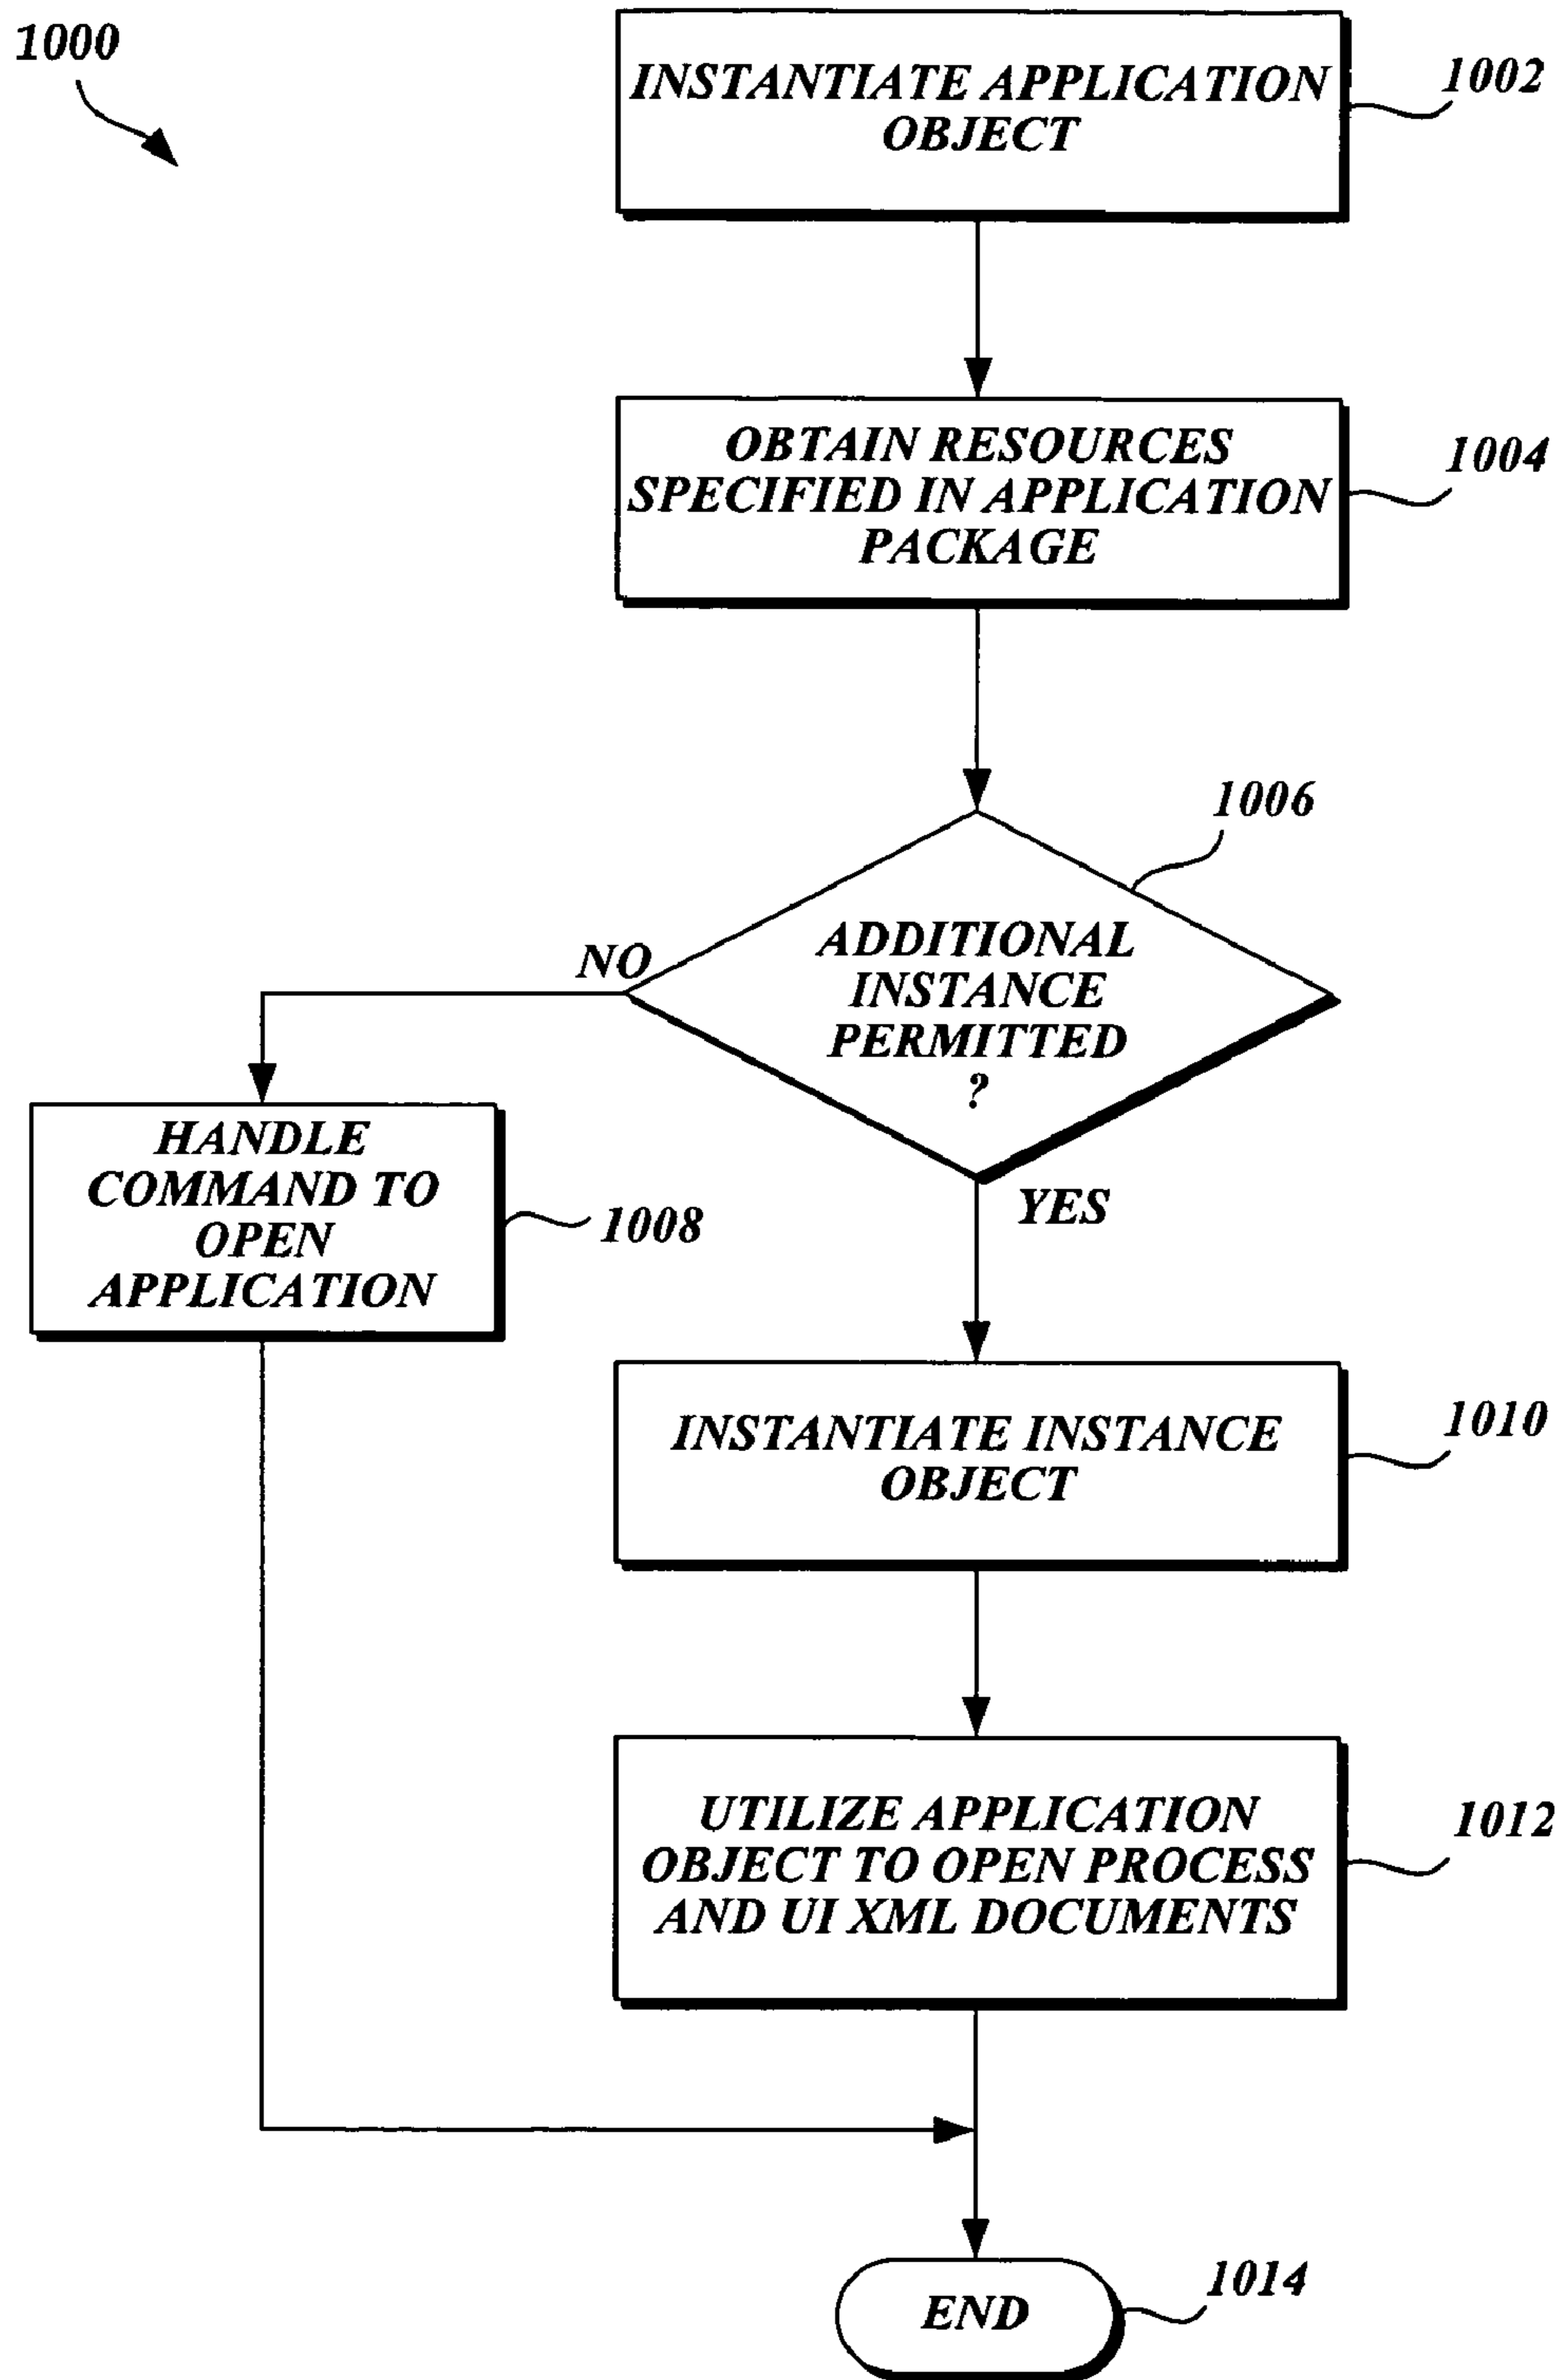 1000
INSTANTIATE APPLICATION
OBJECT
1002
OBTAIN RESOURCES
SPECIFIED IN APPLICATION
PACKAGE
1004
1006
ADDITIONAL
INSTANCE
PERMITTED
?
NO
YES
HANDLE
COMMAND TO
OPEN
APPLICATION
1008
INSTANTIATE INSTANCE
OBJECT
1010
UTILIZE APPLICATION
OBJECT TO OPEN PROCESS
AND UI XML DOCUMENTS
1012
END
1014